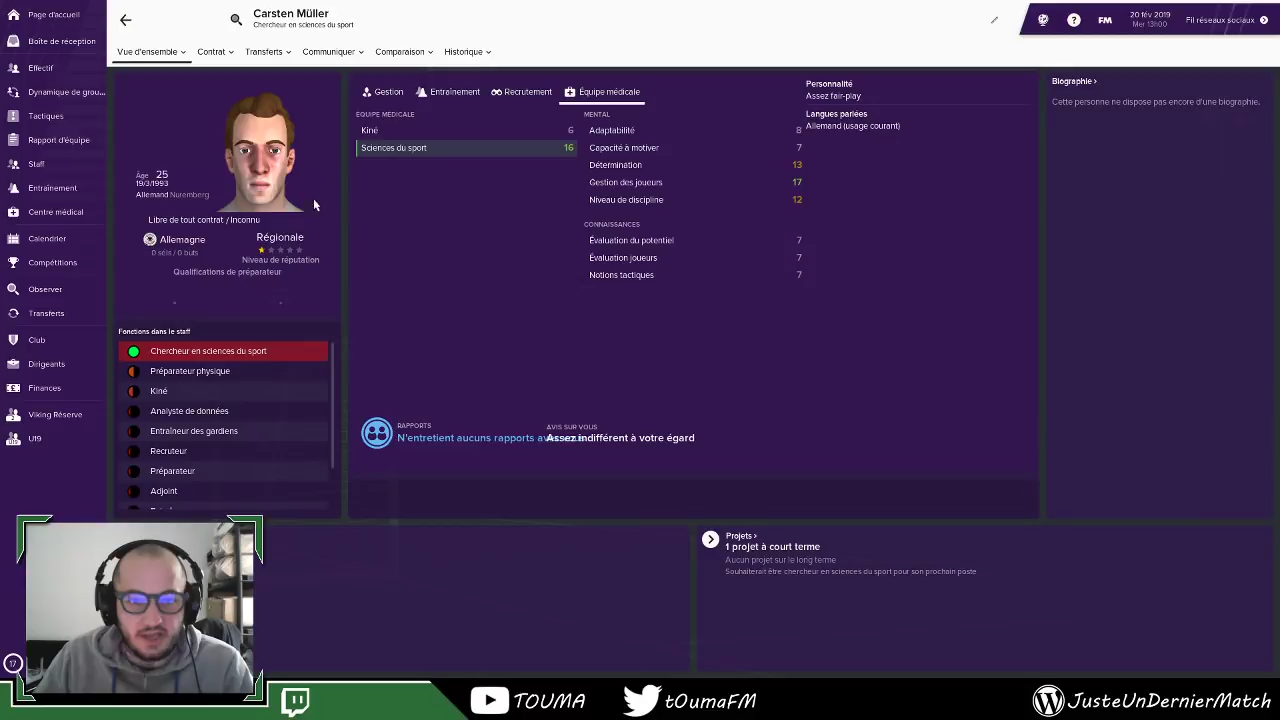 Page d'accueil
Boîte de réception
Effectif
Dynamique de grou...
Tactiques
Rapport d'équipe
Staff
Entraînement
Centre médical
Calendrier
Compétitions
Observer
Transferts
Club
Dirigeants
Finances
Viking Réserve
U19
17
Carsten Müller
Chercheur en sciences du sport
20 fév 2019
Mer 13h00
FM
Fil réseaux sociaux
Vue d'ensemble
Contrat
Transferts
Communiquer
Comparaison
Historique
Âge 25
19/3/1993
Allemand Nuremberg
Libre de tout contrat / Inconnu
Allemagne
0 séls / 0 buts
Régionale
Niveau de réputation
Qualifications de préparateur
- -
Fonctions dans le staff
Chercheur en sciences du sport
Préparateur physique
Kiné
Analyste de données
Entraîneur des gardiens
Recruteur
Préparateur
Adjoint
Gestion
Entraînement
Recrutement
Équipe médicale
ÉQUIPE MÉDICALE
Kiné 6
Sciences du sport 16
MENTAL
Adaptabilité 8
Capacité à motiver 7
Détermination 13
Gestion des joueurs 17
Niveau de discipline 12
CONNAISSANCES
Évaluation du potentiel 7
Évaluation joueurs 7
Notions tactiques 7
Personnalité
Assez fair-play
Langues parlées
Allemand (usage courant)
RAPPORTS
N'entretient aucuns rapports
AVIS SUR VOUS
Assez indifférent à votre égard
Biographie >
Cette personne ne dispose pas encore d'une biographie.
Projets >
1 projet à court terme
Aucun projet sur le long terme
Souhaiterait être chercheur en sciences du sport pour son prochain poste
TOUMA
tOumaFM
JusteUnDernierMatch